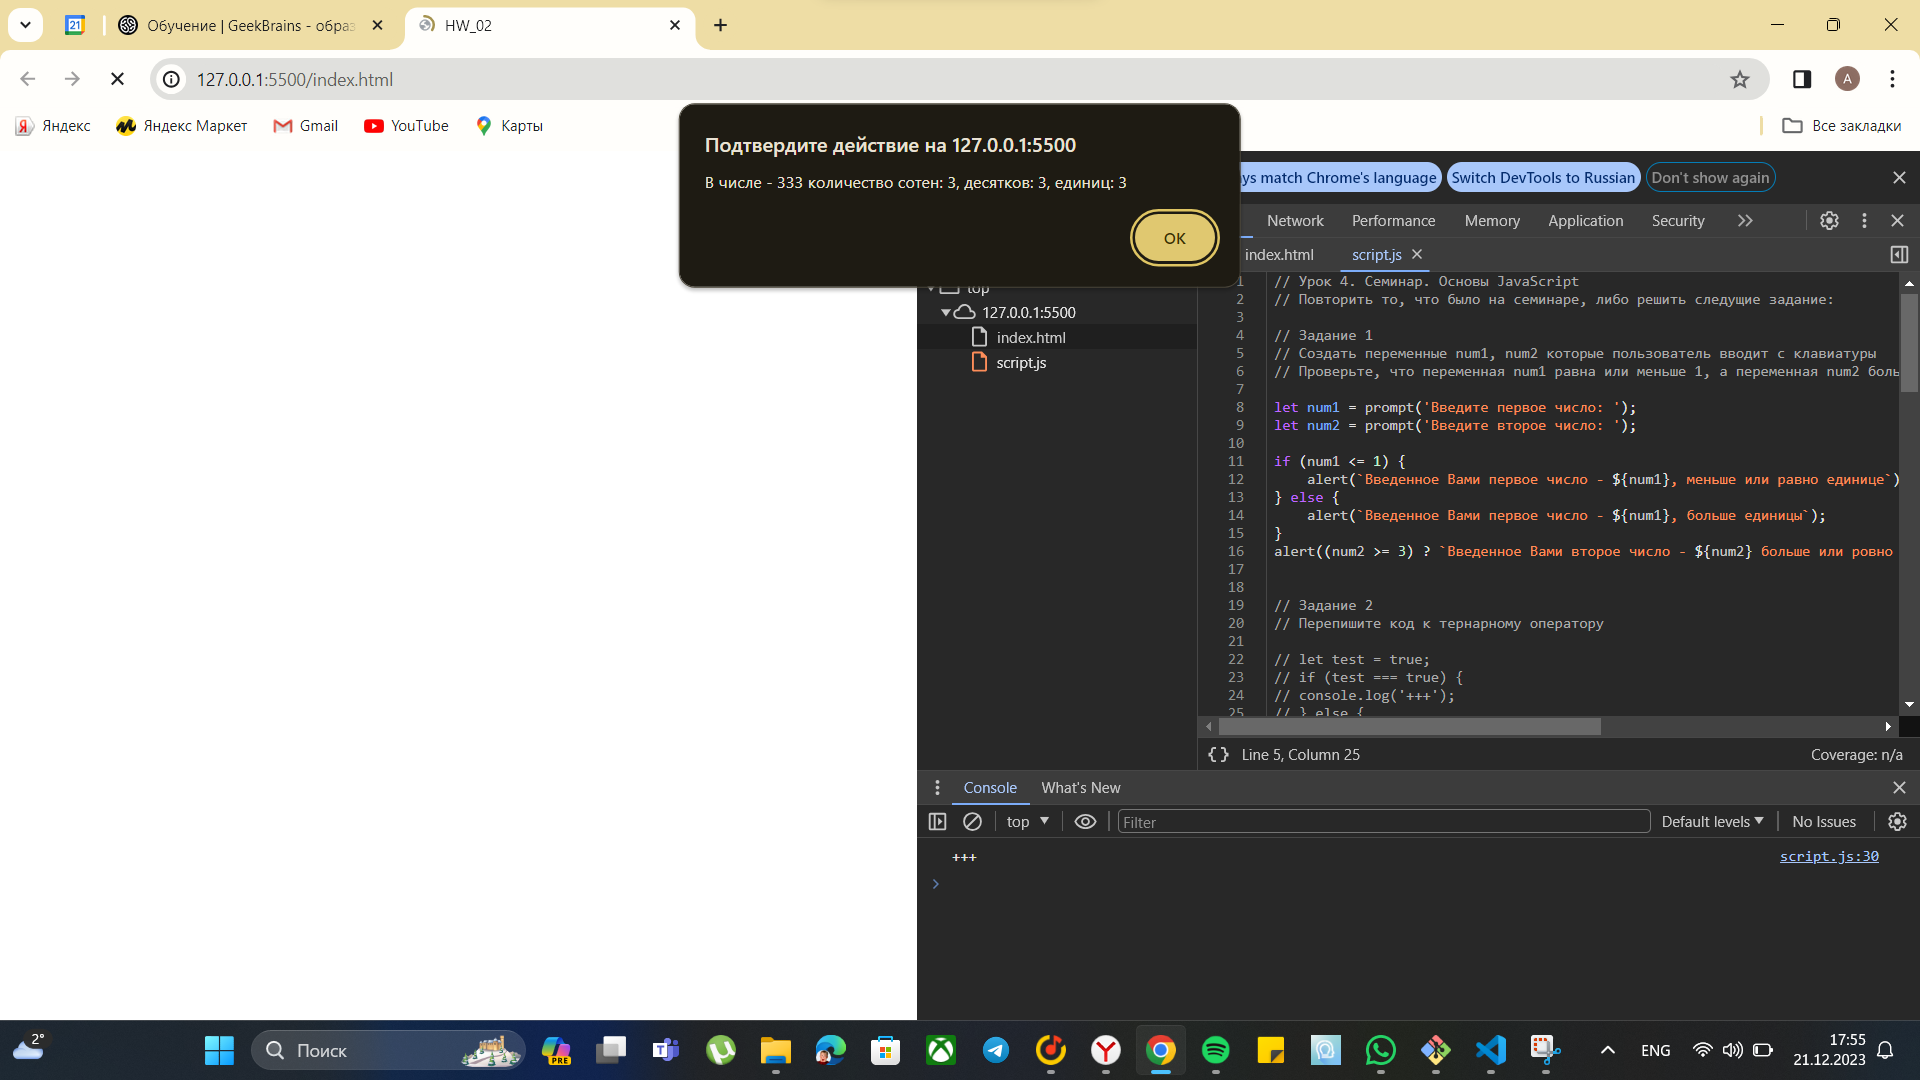 21
Обучение | GeekBrains - обра
HW_02
127.0.0.1:5500/index.html
A
Яндекс
Яндекс Маркет
Gmail
YouTube
Карты
Все закладки
Подтвердите действие на 127.0.0.1:5500
В числе - 333 количество сотен: 3, десятков: 3, единиц: 3
OK
ys match Chrome's language
Switch DevTools to Russian
Don't show again
Network
Performance
Memory
Application
Security
index.html
script.js
top
127.0.0.1:5500
index.html
script.js
1 // Урок 4. Семинар. Основы JavaScript
2 // Повторить то, что было на семинаре, либо решить следущие задание:
3
4 // Задание 1
5 // Создать переменные num1, num2 которые пользователь вводит с клавиатуры
6 // Проверьте, что переменная num1 равна или меньше 1, а переменная num2 боль
7
8 let num1 = prompt('Введите первое число: ');
9 let num2 = prompt('Введите второе число: ');
10
11 if (num1 <= 1) {
12 alert(`Введенное Вами первое число - ${num1}, меньше или равно единице`)
13 } else {
14 alert(`Введенное Вами первое число - ${num1}, больше единицы`);
15 }
16 alert((num2 >= 3) ? `Введенное Вами второе число - ${num2} больше или ровно
17
18
19 // Задание 2
20 // Перепишите код к тернарному оператору
21
22 // let test = true;
23 // if (test === true) {
24 // console.log('+++');
25 // } else {
{ } Line 5, Column 25
Coverage: n/a
Console
What's New
top
Filter
Default levels
No Issues
+++
script.js:30
2°
Поиск
PRE
ENG
17:55
21.12.2023